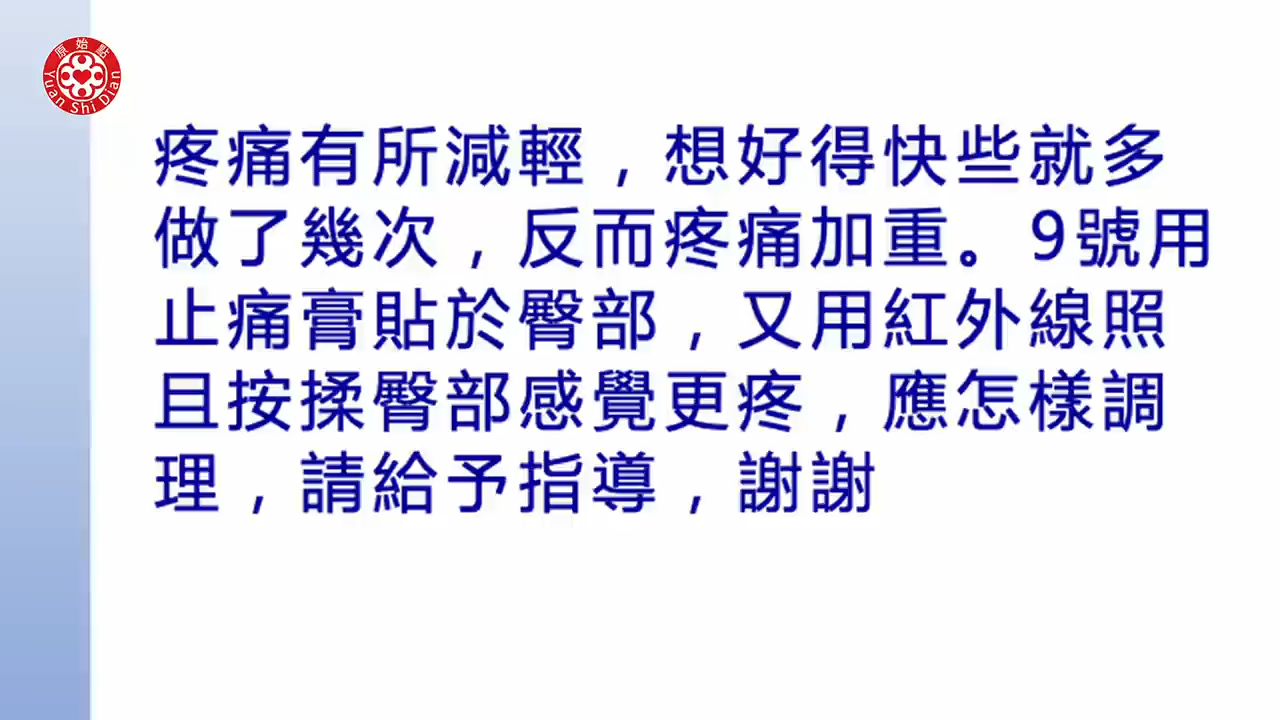 原始點
Yuan Shi Dian
疼痛有所減輕，想好得快些就多
做了幾次，反而疼痛加重。9號用
止痛膏貼於臀部，又用紅外線照
且按揉臀部感覺更疼，應怎樣調
理，請給予指導，謝謝